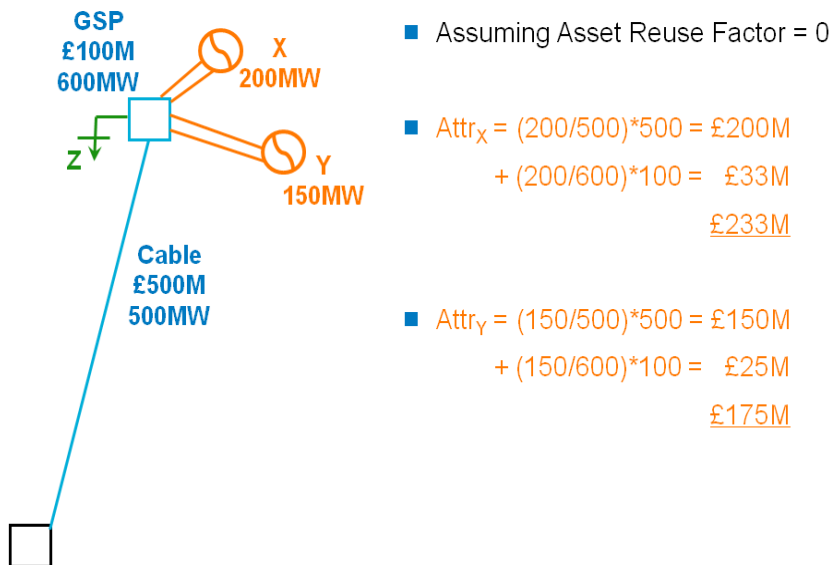 GSP
£100M
600MW
X
200MW
Z
Y
150MW
Cable
£500M
500MW
■ Assuming Asset Reuse Factor = 0
■ AttrX = (200/500)*500 = £200M
+ (200/600)*100 = £33M
£233M
■ AttrY = (150/500)*500 = £150M
+ (150/600)*100 = £25M
£175M